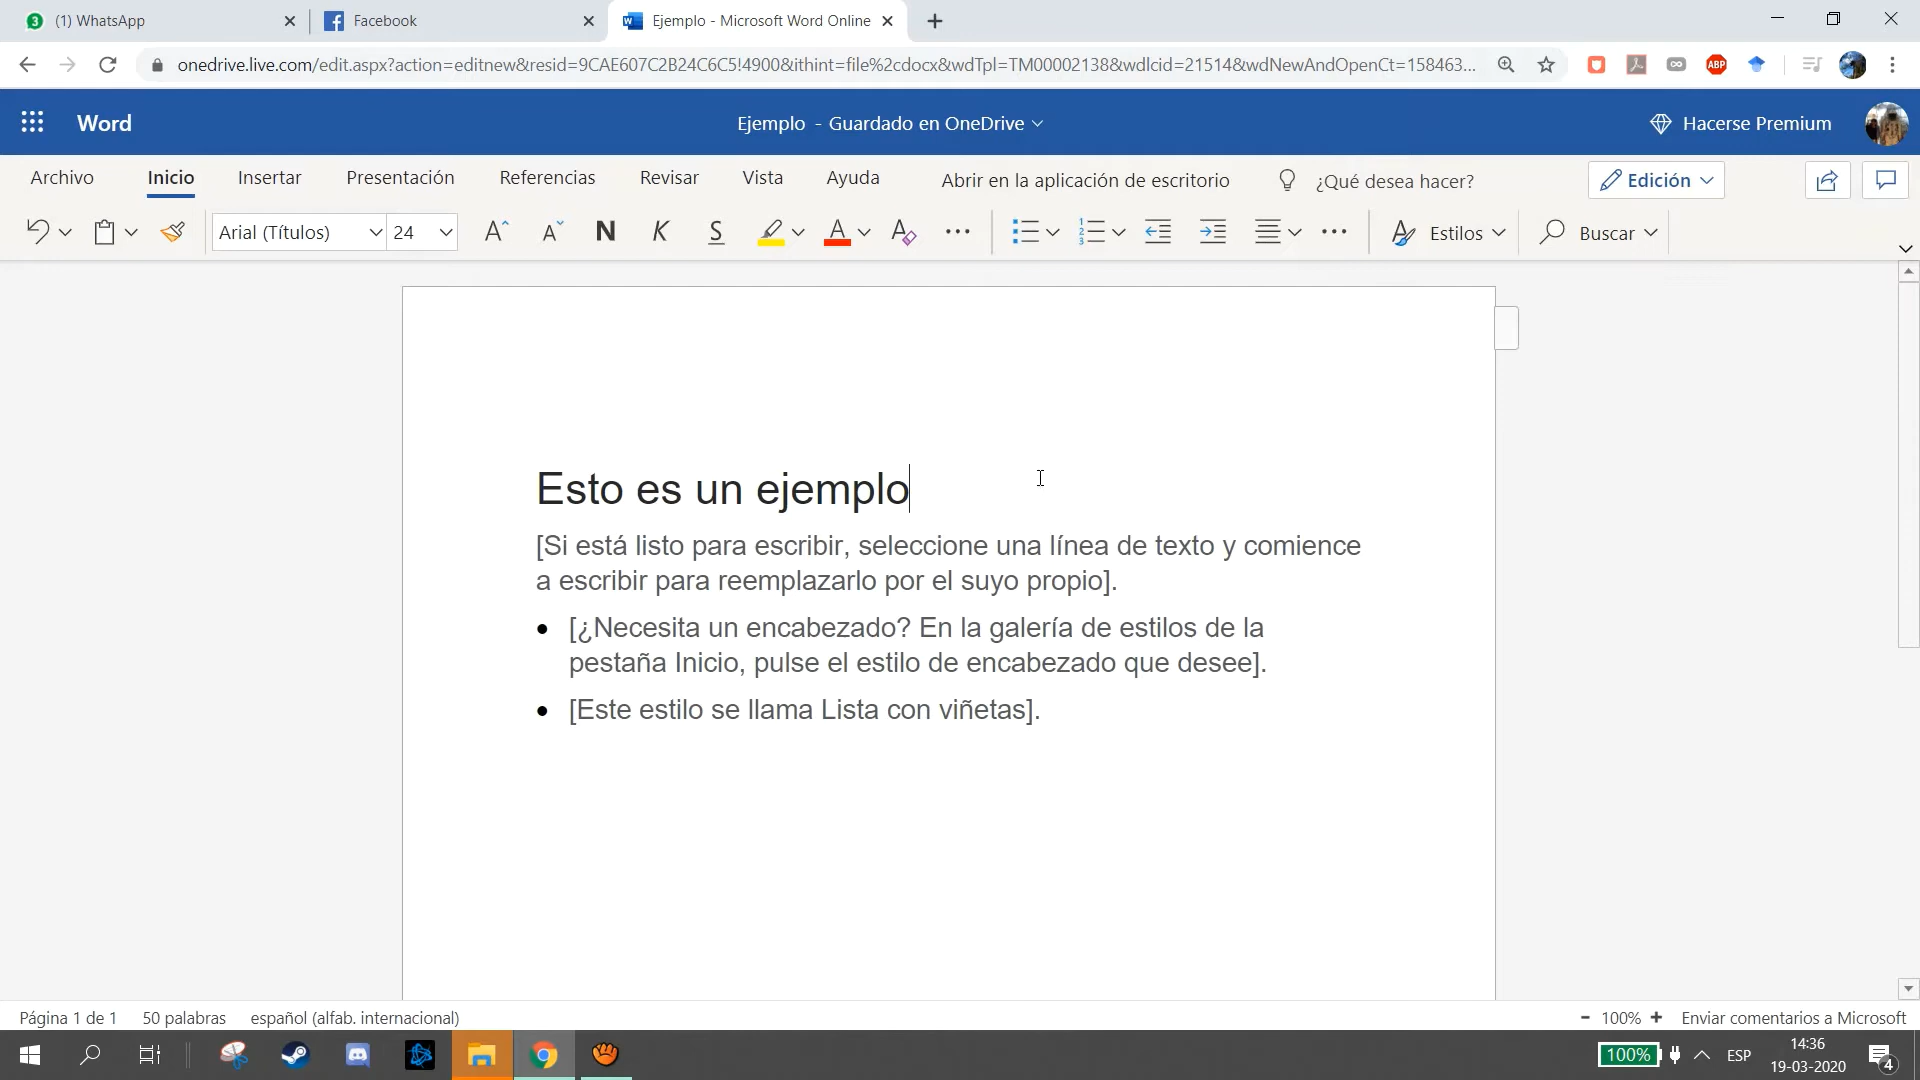 (1) WhatsApp
Facebook
Ejemplo - Microsoft Word Online
onedrive.live.com/edit.aspx?action=editnew&resid=9CAE607C2B24C6C5!4900&ithint=file%2cdocx&wdTpl=TM00002138&wdlcid=21514&wdNewAndOpenCt=158463...
ABP
Word
Ejemplo - Guardado en OneDrive
Hacerse Premium
Archivo
Inicio
Insertar
Presentación
Referencias
Revisar
Vista
Ayuda
Abrir en la aplicación de escritorio
¿Qué desea hacer?
Edición
Arial (Títulos)
24
N
K
S
Estilos
Buscar
Esto es un ejemplo
[Si está listo para escribir, seleccione una línea de texto y comience
a escribir para reemplazarlo por el suyo propio].
• [¿Necesita un encabezado? En la galería de estilos de la
pestaña Inicio, pulse el estilo de encabezado que desee].
• [Este estilo se llama Lista con viñetas].
Página 1 de 1
50 palabras
español (alfab. internacional)
- 100% +
Enviar comentarios a Microsoft
100%
ESP
14:36
19-03-2020
4